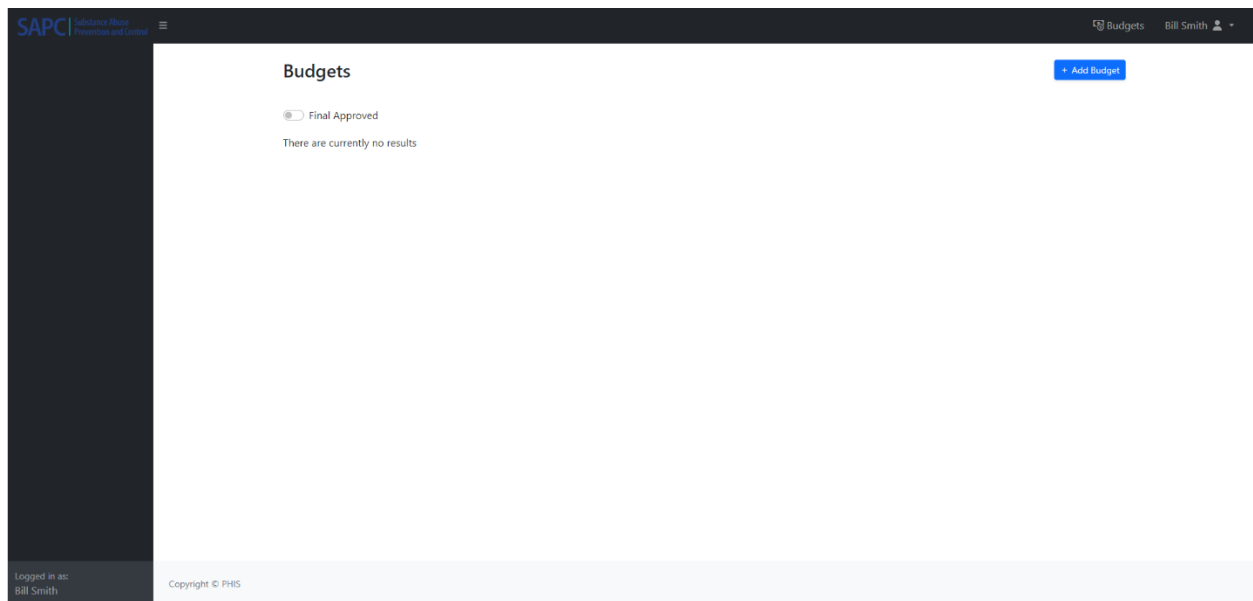 SAPC Substance Abuse
Prevention and Control
Budgets Bill Smith
Budgets
+ Add Budget
Final Approved
There are currently no results
Logged in as:
Bill Smith
Copyright © PHIS